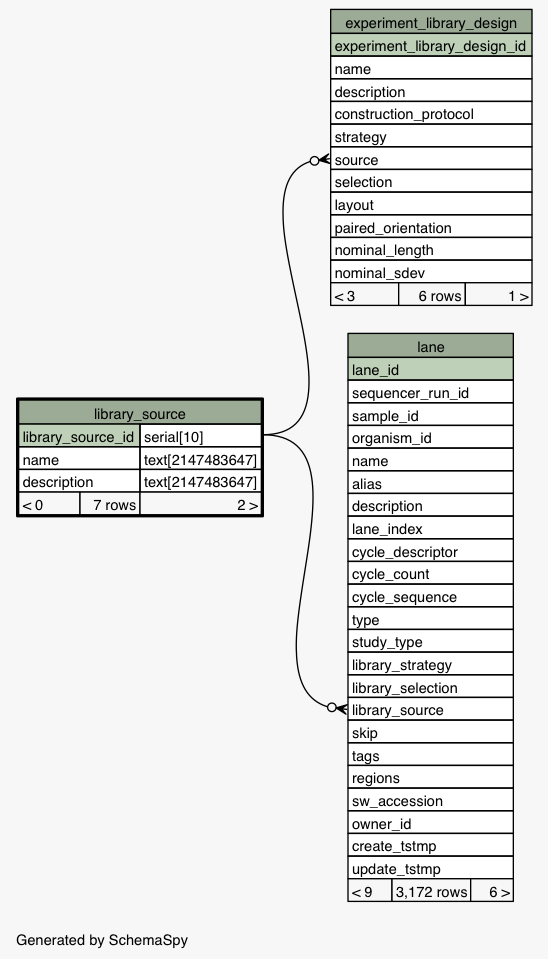 experiment_library_design
experiment_library_design_id
name
description
construction_protocol
strategy
source
selection
layout
paired_orientation
nominal_length
nominal_sdev
< 3 6 rows 1 >
lane
lane_id
sequencer_run_id
sample_id
organism_id
name
alias
description
lane_index
cycle_descriptor
cycle_count
cycle_sequence
type
study_type
library_strategy
library_selection
library_source
skip
tags
regions
sw_accession
owner_id
create_tstmp
update_tstmp
< 9 3,172 rows 6 >
library_source
library_source_id serial[10]
name text[2147483647]
description text[2147483647]
< 0 7 rows 2 >
Generated by SchemaSpy